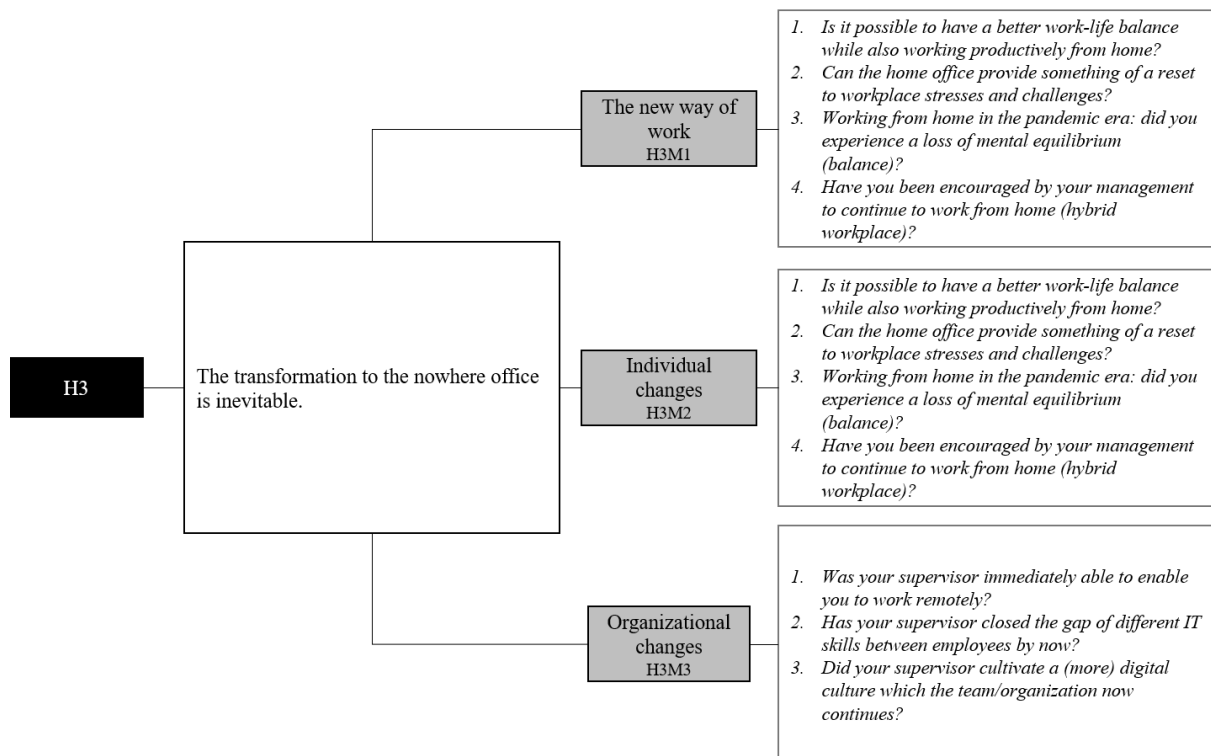 H3
The transformation to the nowhere office
is inevitable.
The new way of
work
H3M1
1. Is it possible to have a better work-life balance
while also working productively from home?
2. Can the home office provide something of a reset
to workplace stresses and challenges?
3. Working from home in the pandemic era: did you
experience a loss of mental equilibrium
(balance)?
4. Have you been encouraged by your management
to continue to work from home (hybrid
workplace)?
Individual
changes
H3M2
1. Is it possible to have a better work-life balance
while also working productively from home?
2. Can the home office provide something of a reset
to workplace stresses and challenges?
3. Working from home in the pandemic era: did you
experience a loss of mental equilibrium
(balance)?
4. Have you been encouraged by your management
to continue to work from home (hybrid
workplace)?
Organizational
changes
H3M3
1. Was your supervisor immediately able to enable
you to work remotely?
2. Has your supervisor closed the gap of different IT
skills between employees by now?
3. Did your supervisor cultivate a (more) digital
culture which the team/organization now
continues?